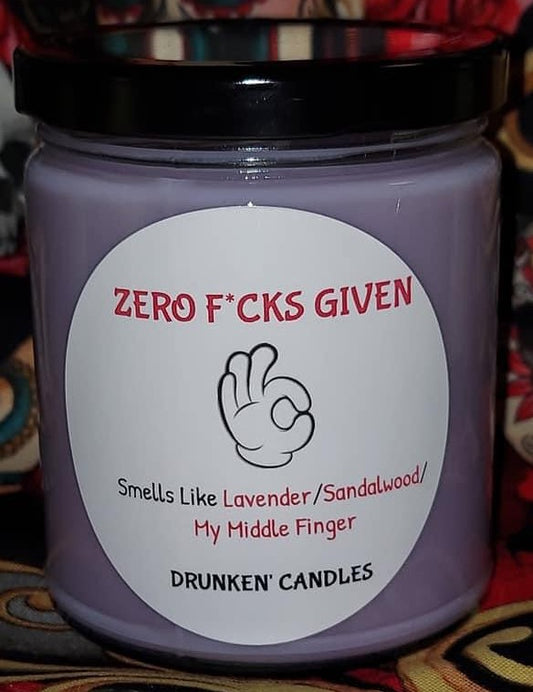 ZERO F*CKS GIVEN
Smells Like Lavender/Sandalwood/
My Middle Finger
DRUNKEN' CANDLES